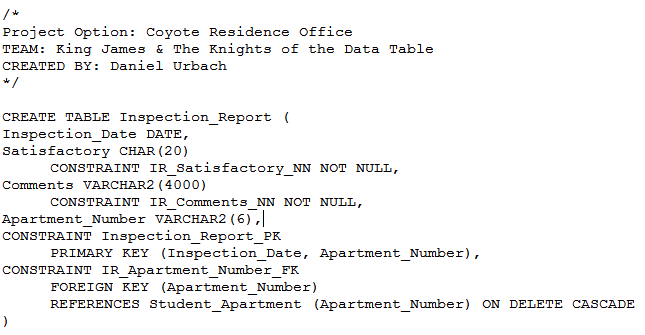 /*
Project Option: Coyote Residence Office
TEAM: King James & The Knights of the Data Table
CREATED BY: Daniel Urbach
*/

CREATE TABLE Inspection_Report (
Inspection_Date DATE,
Satisfactory CHAR(20)
     CONSTRAINT IR_Satisfactory_NN NOT NULL,
Comments VARCHAR2(4000)
     CONSTRAINT IR_Comments_NN NOT NULL,
Apartment_Number VARCHAR2(6),
CONSTRAINT Inspection_Report_PK
     PRIMARY KEY (Inspection_Date, Apartment_Number),
CONSTRAINT IR_Apartment_Number_FK
     FOREIGN KEY (Apartment_Number)
     REFERENCES Student_Apartment (Apartment_Number) ON DELETE CASCADE
)